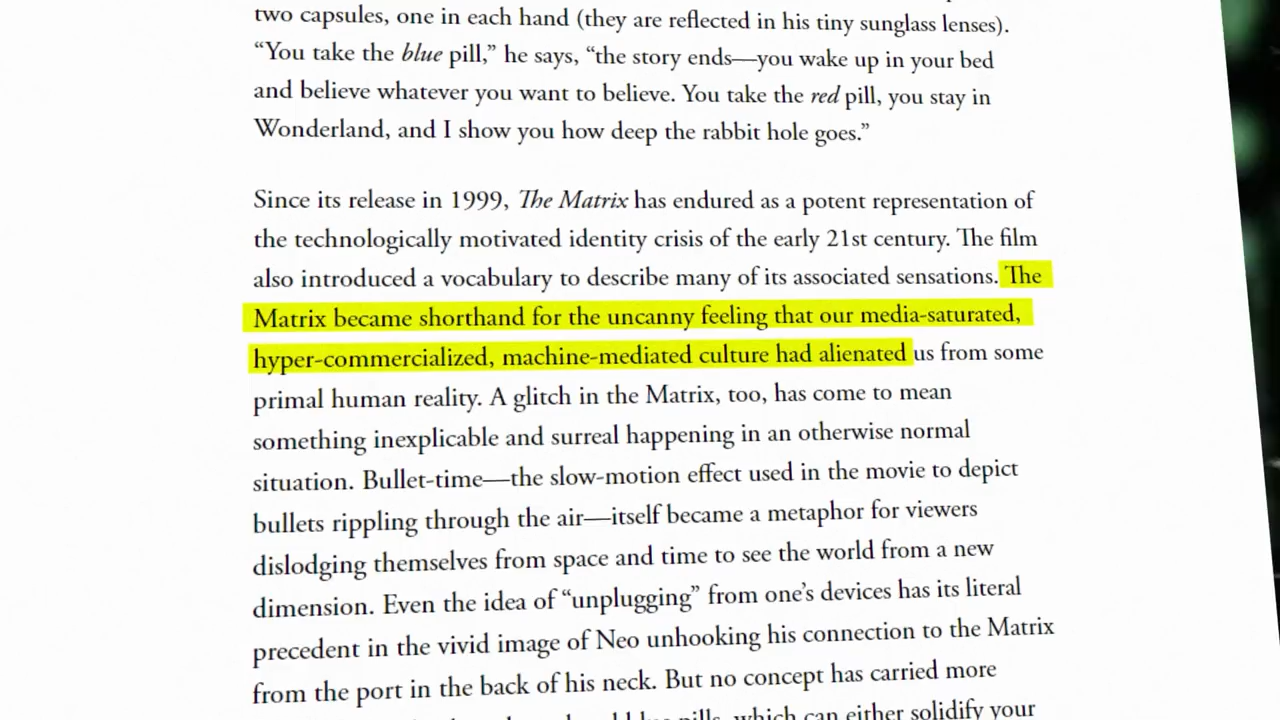 two capsules, one in each hand (they are reflected in his tiny sunglass lenses).
“You take the blue pill,” he says, “the story ends—you wake up in your bed
and believe whatever you want to believe. You take the red pill, you stay in
Wonderland, and I show you how deep the rabbit hole goes.”
Since its release in 1999, The Matrix has endured as a potent representation of
the technologically motivated identity crisis of the early 21st century. The film
also introduced a vocabulary to describe many of its associated sensations. The
Matrix became shorthand for the uncanny feeling that our media-saturated,
hyper-commercialized, machine-mediated culture had alienated us from some
primal human reality. A glitch in the Matrix, too, has come to mean
something inexplicable and surreal happening in an otherwise normal
situation. Bullet-time—the slow-motion effect used in the movie to depict
bullets rippling through the air—itself became a metaphor for viewers
dislodging themselves from space and time to see the world from a new
dimension. Even the idea of “unplugging” from one’s devices has its literal
precedent in the vivid image of Neo unhooking his connection to the Matrix
from the port in the back of his neck. But no concept has carried more
pills, which can either solidify your